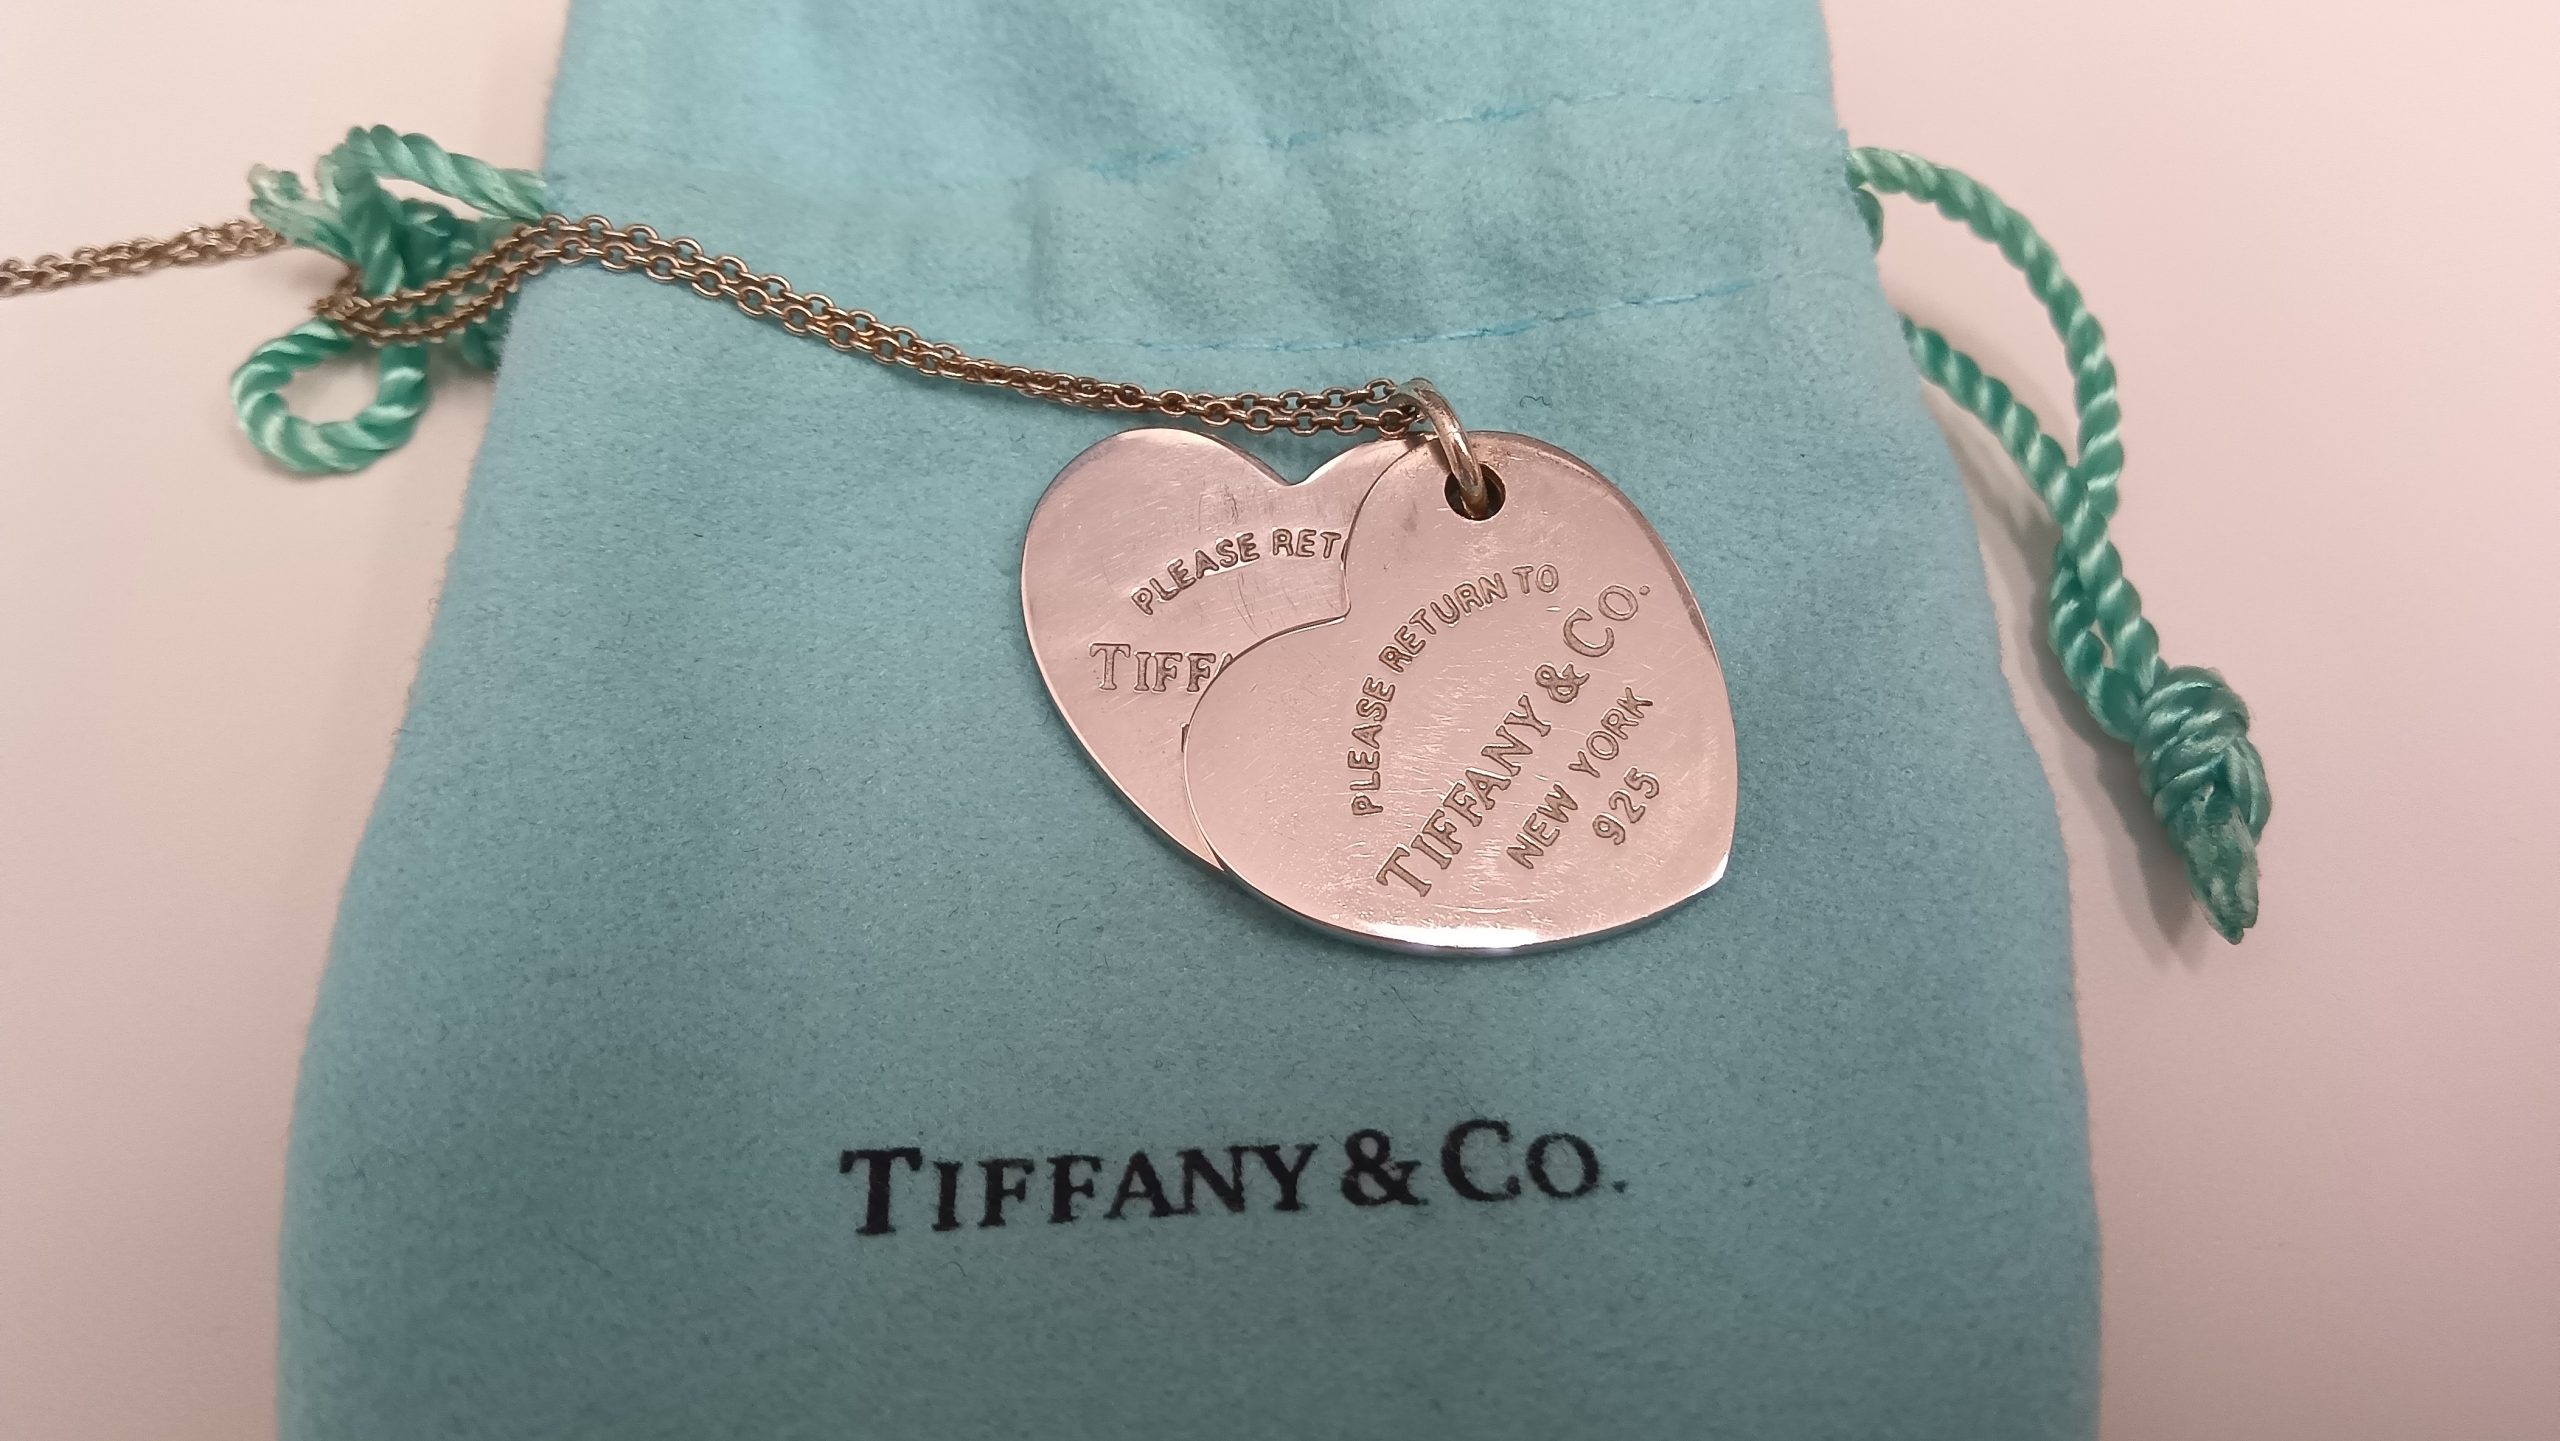 PLEASE RET
TIFF
PLEASE RETURN TO
TIFFANY & CO.
NEW YORK
925
TIFFANY & CO.